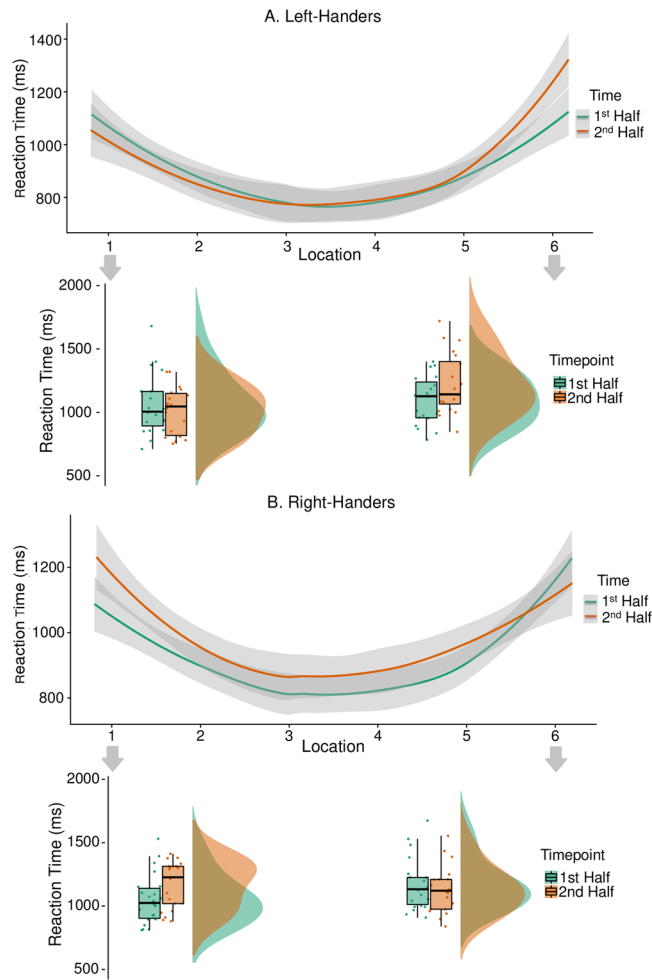 A. Left-Handers
1400
1200
1000
800
Reaction Time (ms)
1 2 3 4 5 6
Location
Time
1st Half
2nd Half
2000 -
1500 -
1000 -
500 -
Reaction Time (ms)
Timepoint
1st Half
2nd Half
B. Right-Handers
1200
1000
800
Reaction Time (ms)
1 2 3 4 5 6
Location
Time
1st Half
2nd Half
2000 -
1500 -
1000 -
500 -
Reaction Time (ms)
Timepoint
1st Half
2nd Half